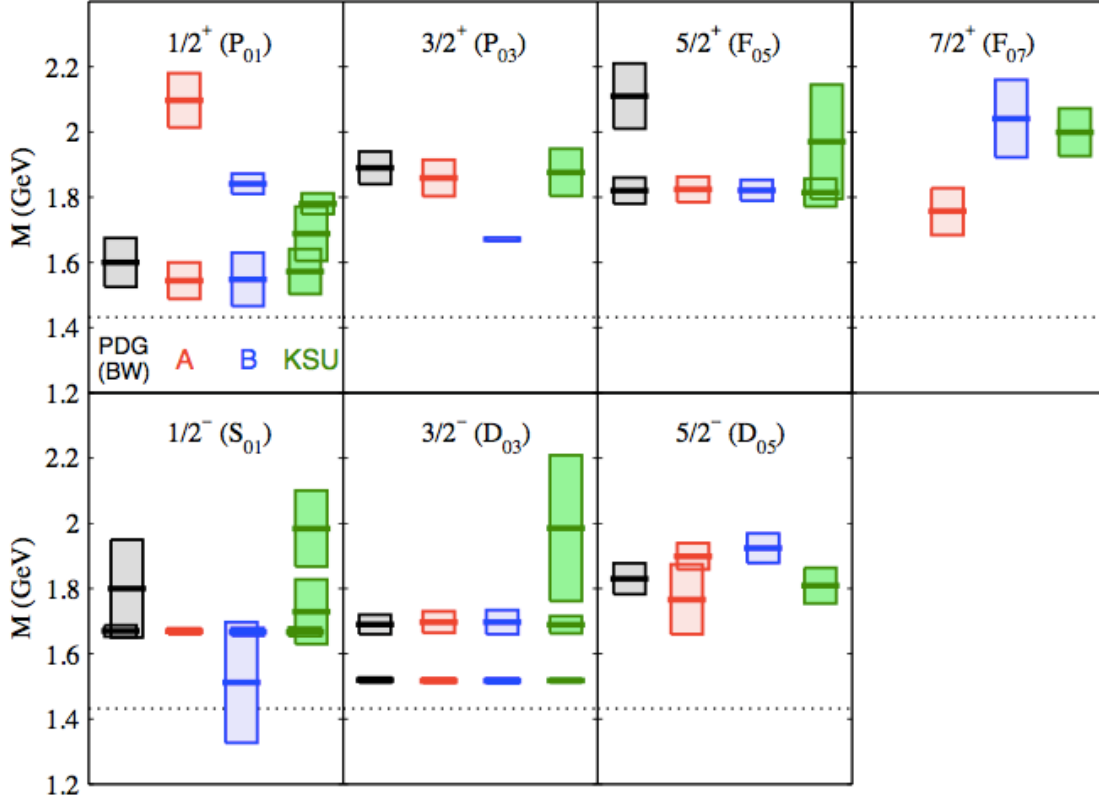 1/2⁺ (P₀₁) 3/2⁺ (P₀₃) 5/2⁺ (F₀₅) 7/2⁺ (F₀₇)
M (GeV)
2.2
2
1.8
1.6
1.4
1.2
PDG
(BW) A B KSU
1/2⁻ (S₀₁) 3/2⁻ (D₀₃) 5/2⁻ (D₀₅)
M (GeV)
2.2
2
1.8
1.6
1.4
1.2